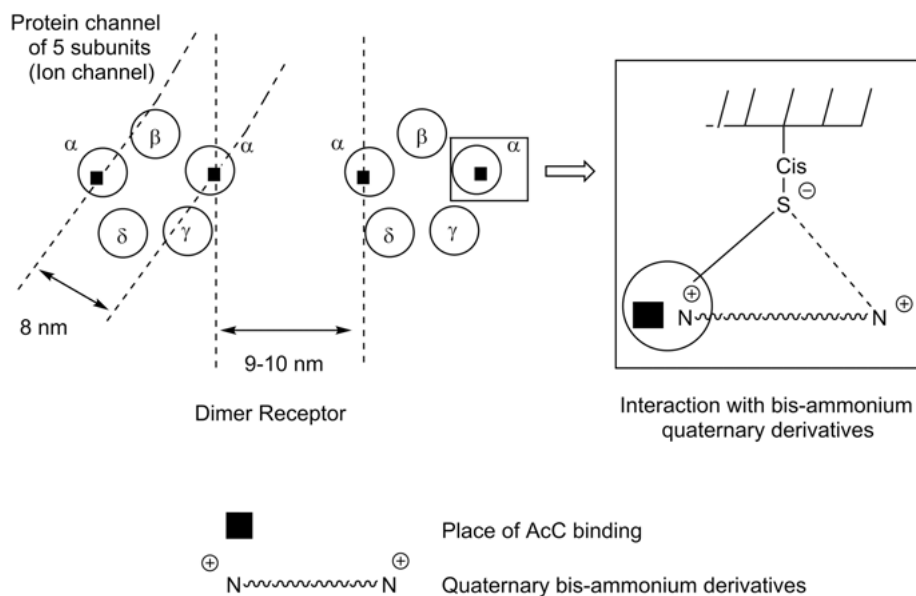 Protein channel
of 5 subunits
(Ion channel)
α β α α β α
δ γ δ γ
8 nm
9-10 nm
Dimer Receptor
Cis
⊖
S
⊕ ⊕
N N
Interaction with bis-ammonium
quaternary derivatives
Place of AcC binding
⊕ ⊕
N N Quaternary bis-ammonium derivatives